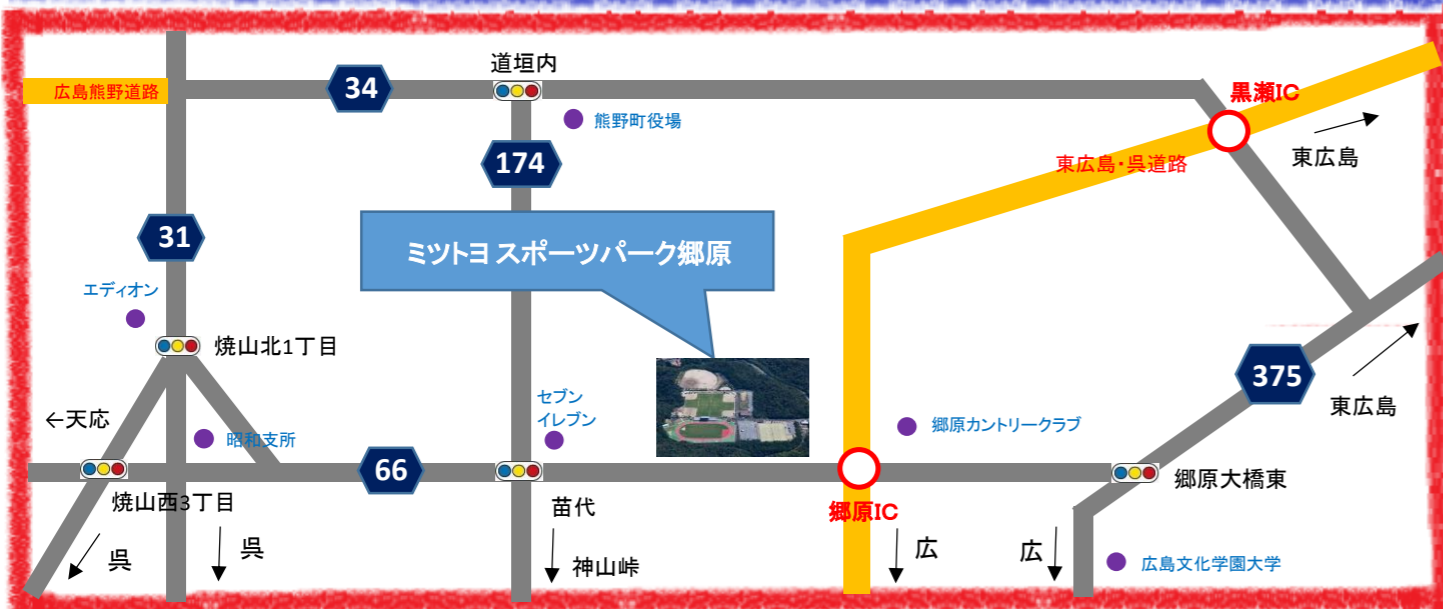 道垣内
34
広島熊野道路
黒瀬IC
熊野町役場
東広島
174
東広島・呉道路
31
ミツトヨ スポーツパーク郷原
エディオン
焼山北1丁目
375
セブン
イレブン
東広島
←天応
昭和支所
郷原カントリークラブ
66
郷原大橋東
焼山西3丁目
苗代
郷原IC
呉
呉
神山峠
広
広
広島文化学園大学